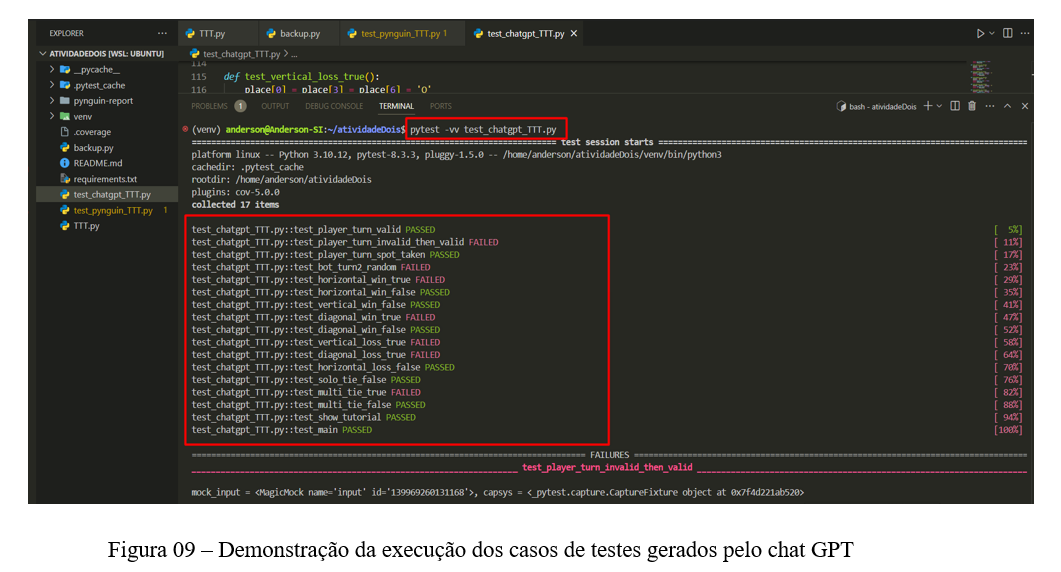 EXPLORER ...
TTT.py backup.py test_pynguin_TTT.py 1 test_chatgpt_TTT.py ×
ATIVIDADEDOIS [WSL: UBUNTU]
__pycache__
.pytest_cache
pynguin-report
venv
.coverage
backup.py
README.md
requirements.txt
test_chatgpt_TTT.py
test_pynguin_TTT.py 1
TTT.py
test_chatgpt_TTT.py > ...
114
115 def test_vertical_loss_true():
116 place[0] = place[3] = place[6] = 'O'
PROBLEMS 1 OUTPUT DEBUG CONSOLE TERMINAL PORTS bash - atividadeDois
(venv) anderson@Anderson-SI:~/atividadeDois$ pytest -vv test_chatgpt_TTT.py
test session starts
platform linux -- Python 3.10.12, pytest-8.3.3, pluggy-1.5.0 -- /home/anderson/atividadeDois/venv/bin/python3
cachedir: .pytest_cache
rootdir: /home/anderson/atividadeDois
plugins: cov-5.0.0
collected 17 items
test_chatgpt_TTT.py::test_player_turn_valid PASSED [ 5%]
test_chatgpt_TTT.py::test_player_turn_invalid_then_valid FAILED [ 11%]
test_chatgpt_TTT.py::test_player_turn_spot_taken PASSED [ 17%]
test_chatgpt_TTT.py::test_bot_turn2_random FAILED [ 23%]
test_chatgpt_TTT.py::test_horizontal_win_true FAILED [ 29%]
test_chatgpt_TTT.py::test_horizontal_win_false PASSED [ 35%]
test_chatgpt_TTT.py::test_vertical_win_false PASSED [ 41%]
test_chatgpt_TTT.py::test_diagonal_win_true FAILED [ 47%]
test_chatgpt_TTT.py::test_diagonal_win_false PASSED [ 52%]
test_chatgpt_TTT.py::test_vertical_loss_true FAILED [ 58%]
test_chatgpt_TTT.py::test_diagonal_loss_true FAILED [ 64%]
test_chatgpt_TTT.py::test_horizontal_loss_false PASSED [ 70%]
test_chatgpt_TTT.py::test_solo_tie_false PASSED [ 76%]
test_chatgpt_TTT.py::test_multi_tie_true FAILED [ 82%]
test_chatgpt_TTT.py::test_multi_tie_false PASSED [ 88%]
test_chatgpt_TTT.py::test_show_tutorial PASSED [ 94%]
test_chatgpt_TTT.py::test_main PASSED [100%]
FAILURES
test_player_turn_invalid_then_valid
mock_input = <MagicMock name='input' id='139969260131168'>, capsys = <_pytest.capture.CaptureFixture object at 0x7f4d221ab520>
Figura 09 – Demonstração da execução dos casos de testes gerados pelo chat GPT